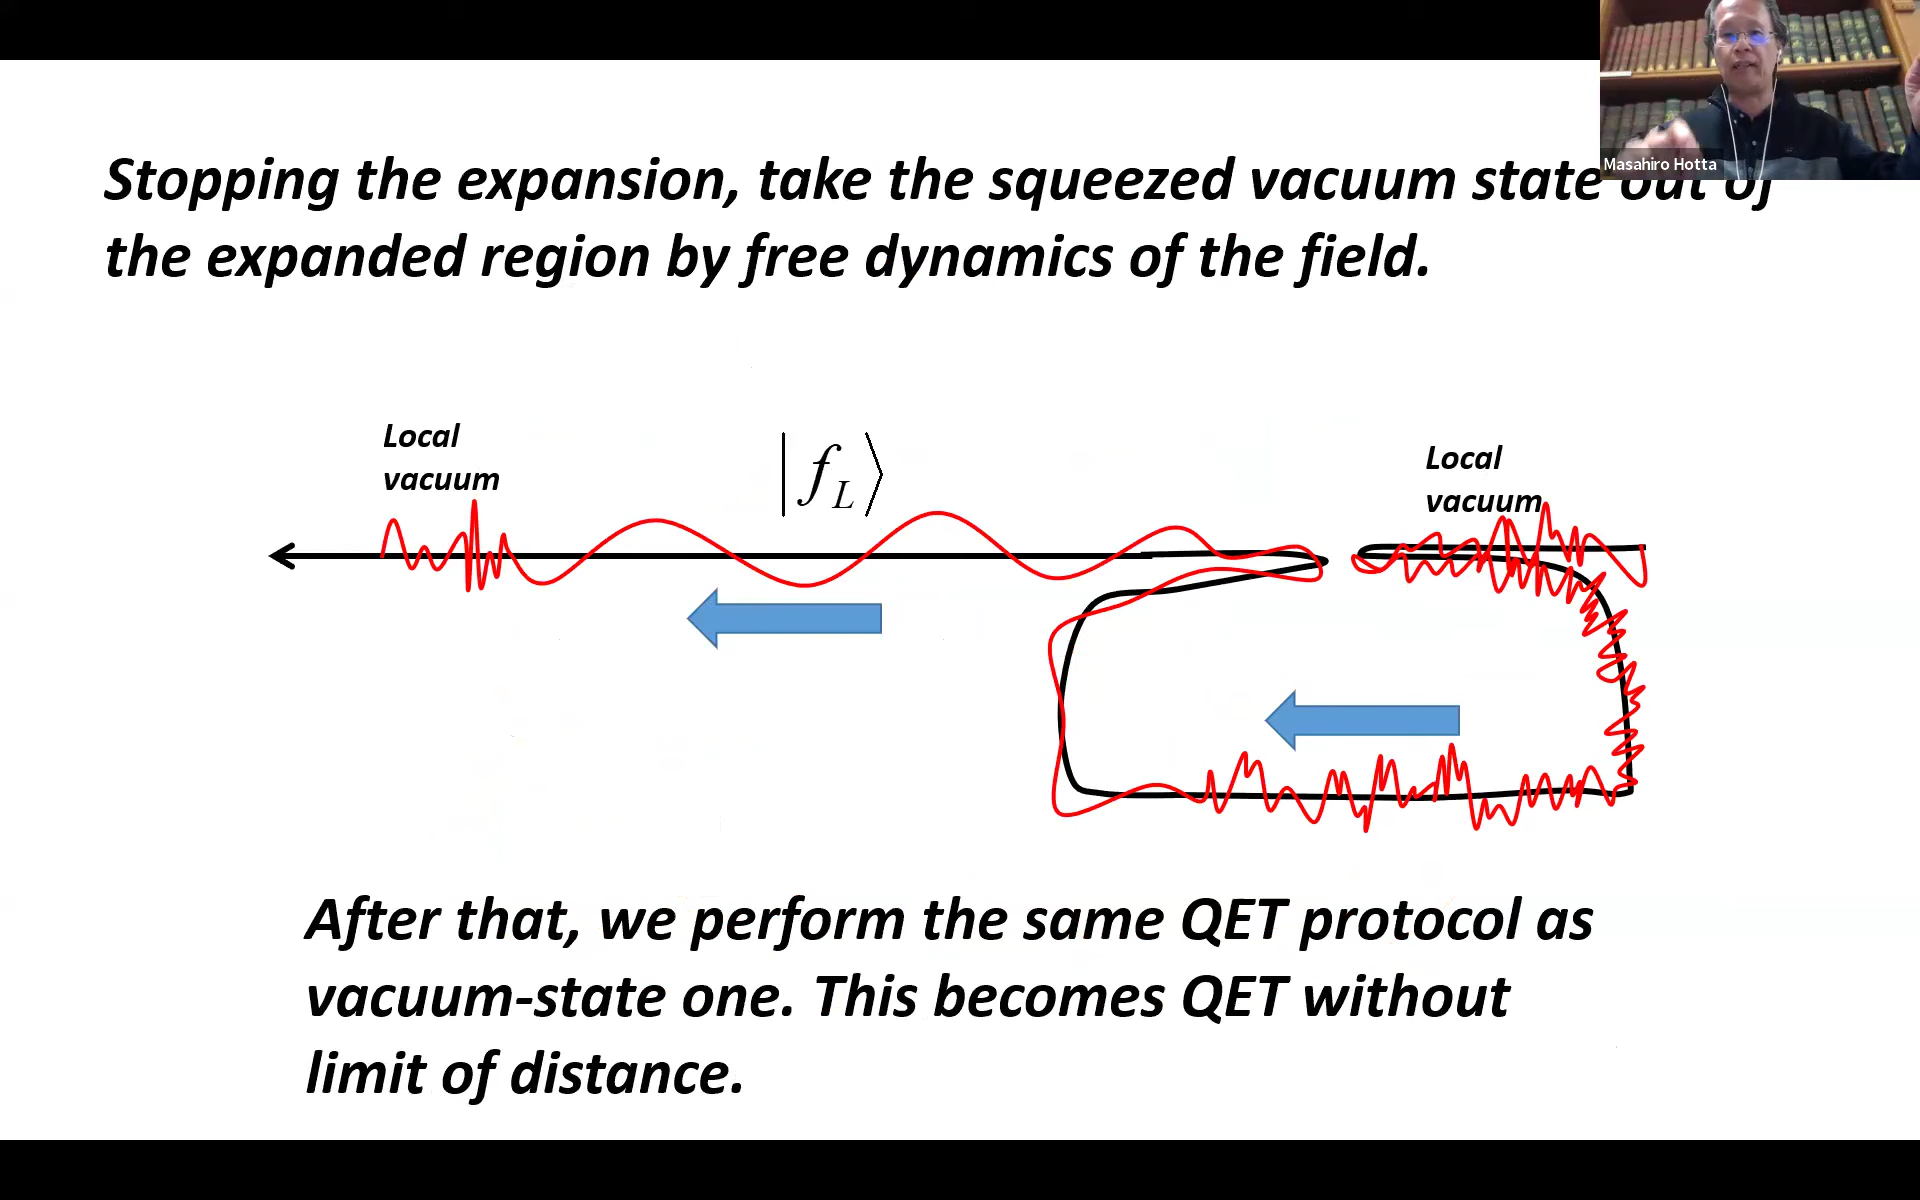 Masahiro Hotta
Stopping the expansion, take the squeezed vacuum state out of
the expanded region by free dynamics of the field.
Local
vacuum
|f_L⟩
Local
vacuum
After that, we perform the same QET protocol as
vacuum-state one. This becomes QET without
limit of distance.